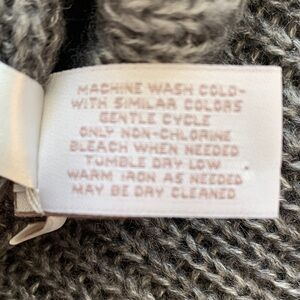 MACHINE WASH COLD-
WITH SIMILAR COLORS
GENTLE CYCLE
ONLY NON-CHLORINE
BLEACH WHEN NEEDED
TUMBLE DRY LOW
WARM IRON AS NEEDED
MAY BE DRY CLEANED